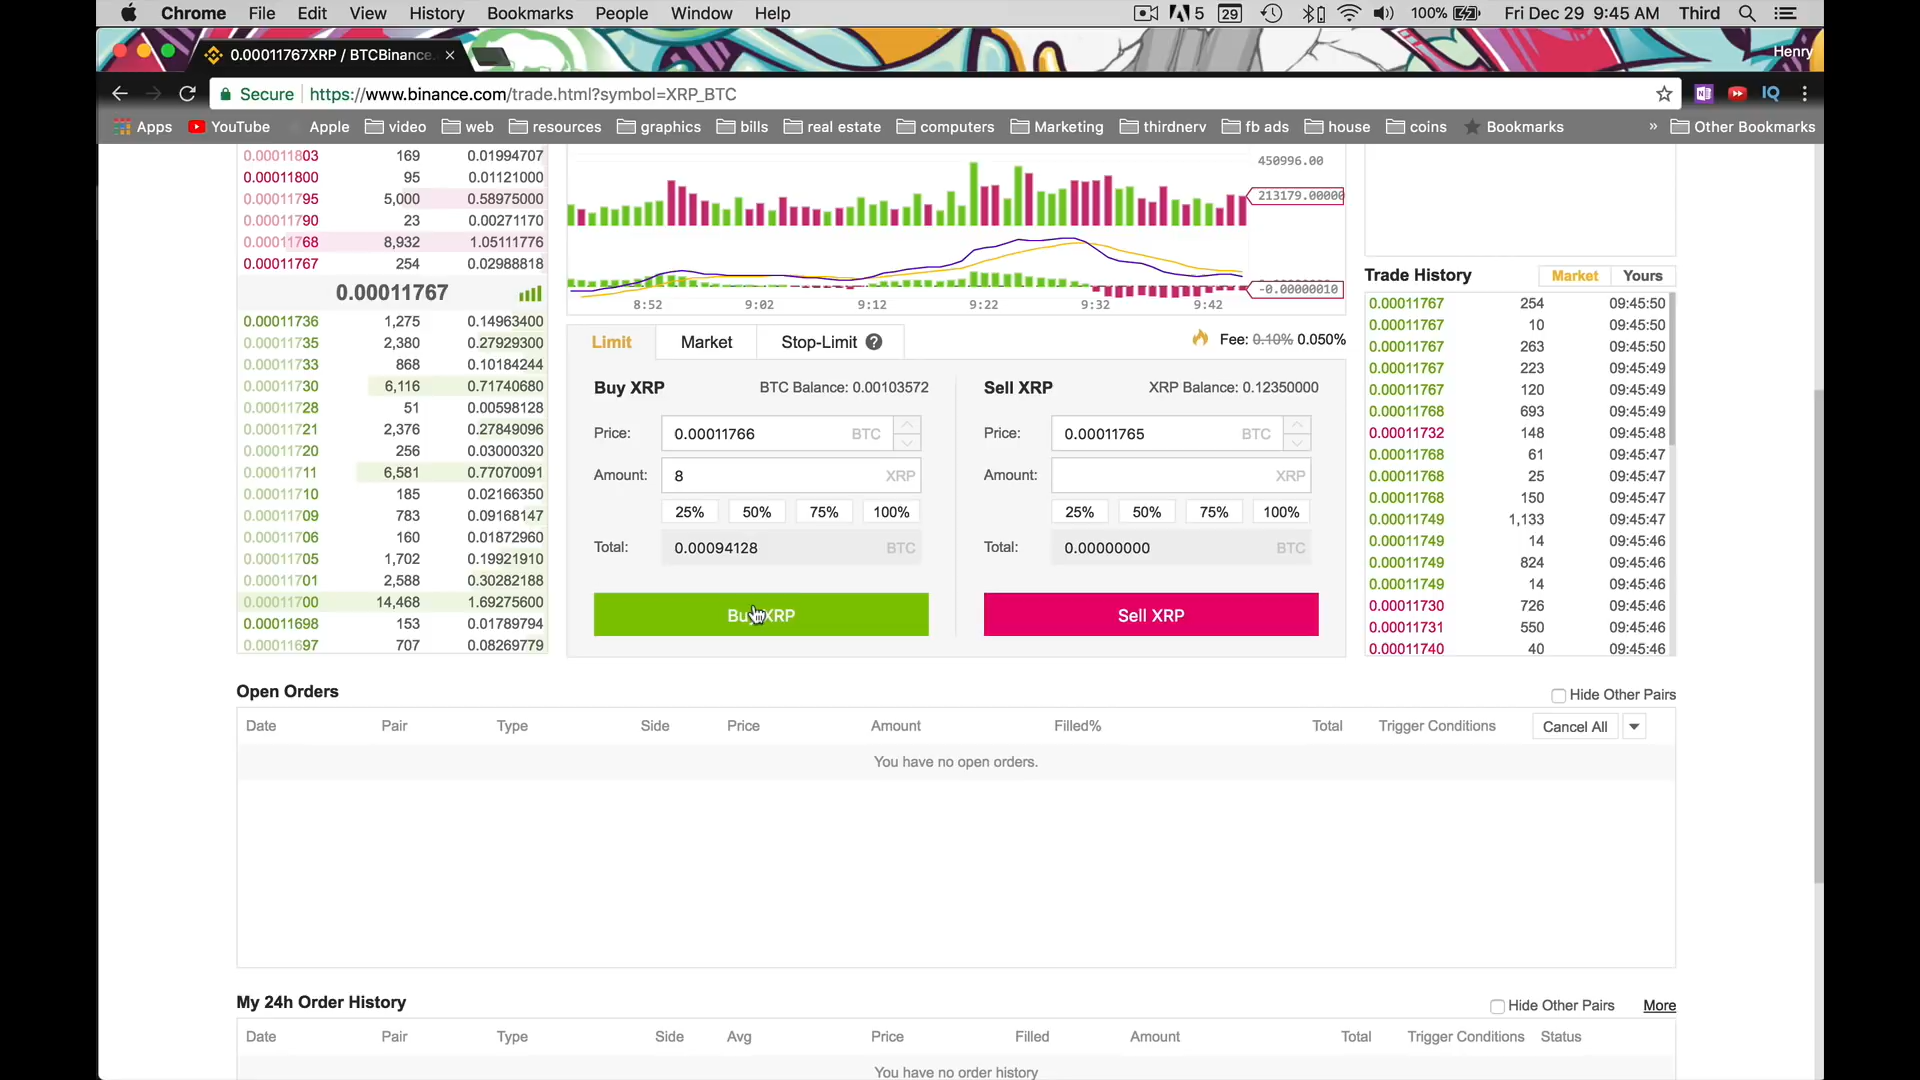 Chrome File Edit View History Bookmarks People Window Help 5 29 100% Fri Dec 29 9:45 AM Third
0.00011767XRP / BTCBinance. Henry
Secure https://www.binance.com/trade.html?symbol=XRP_BTC IQ
Apps YouTube Apple video web resources graphics bills real estate computers Marketing thirdnerv fb ads house coins Bookmarks » Other Bookmarks
0.00011803 169 0.01994707
0.00011800 95 0.01121000
0.00011795 5,000 0.58975000
0.00011790 23 0.00271170
0.00011768 8,932 1.05111776
0.00011767 254 0.02988818
0.00011767
0.00011736 1,275 0.14963400
0.00011735 2,380 0.27929300
0.00011733 868 0.10184244
0.00011730 6,116 0.71740680
0.00011728 51 0.00598128
0.00011721 2,376 0.27849096
0.00011720 256 0.03000320
0.00011711 6,581 0.77070091
0.00011710 185 0.02166350
0.00011709 783 0.09168147
0.00011706 160 0.01872960
0.00011705 1,702 0.19921910
0.00011701 2,588 0.30282188
0.00011700 14,468 1.69275600
0.00011698 153 0.01789794
0.00011697 707 0.08269779
450996.00
213179.00000
-0.00000010
8:52 9:02 9:12 9:22 9:32 9:42
Limit Market Stop-Limit ? Fee: 0.10% 0.050%
Buy XRP BTC Balance: 0.00103572
Price: 0.00011766 BTC
Amount: 8 XRP
25% 50% 75% 100%
Total: 0.00094128 BTC
Buy XRP
Sell XRP XRP Balance: 0.12350000
Price: 0.00011765 BTC
Amount: XRP
25% 50% 75% 100%
Total: 0.00000000 BTC
Sell XRP
Trade History Market Yours
0.00011767 254 09:45:50
0.00011767 10 09:45:50
0.00011767 263 09:45:50
0.00011767 223 09:45:49
0.00011767 120 09:45:49
0.00011768 693 09:45:49
0.00011732 148 09:45:48
0.00011768 61 09:45:47
0.00011768 25 09:45:47
0.00011768 150 09:45:47
0.00011749 1,133 09:45:47
0.00011749 14 09:45:46
0.00011749 824 09:45:46
0.00011749 14 09:45:46
0.00011730 726 09:45:46
0.00011731 550 09:45:46
0.00011740 40 09:45:46
Open Orders Hide Other Pairs
Date Pair Type Side Price Amount Filled% Total Trigger Conditions Cancel All
You have no open orders.
My 24h Order History Hide Other Pairs More
Date Pair Type Side Avg Price Filled Amount Total Trigger Conditions Status
You have no order history